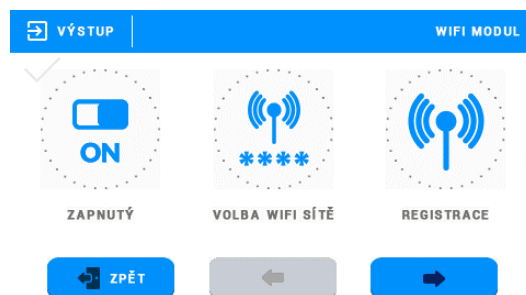 VÝSTUP
WIFI MODUL
ON
****
ZAPNUTÝ
VOLBA WIFI SÍTĚ
REGISTRACE
ZPĚT